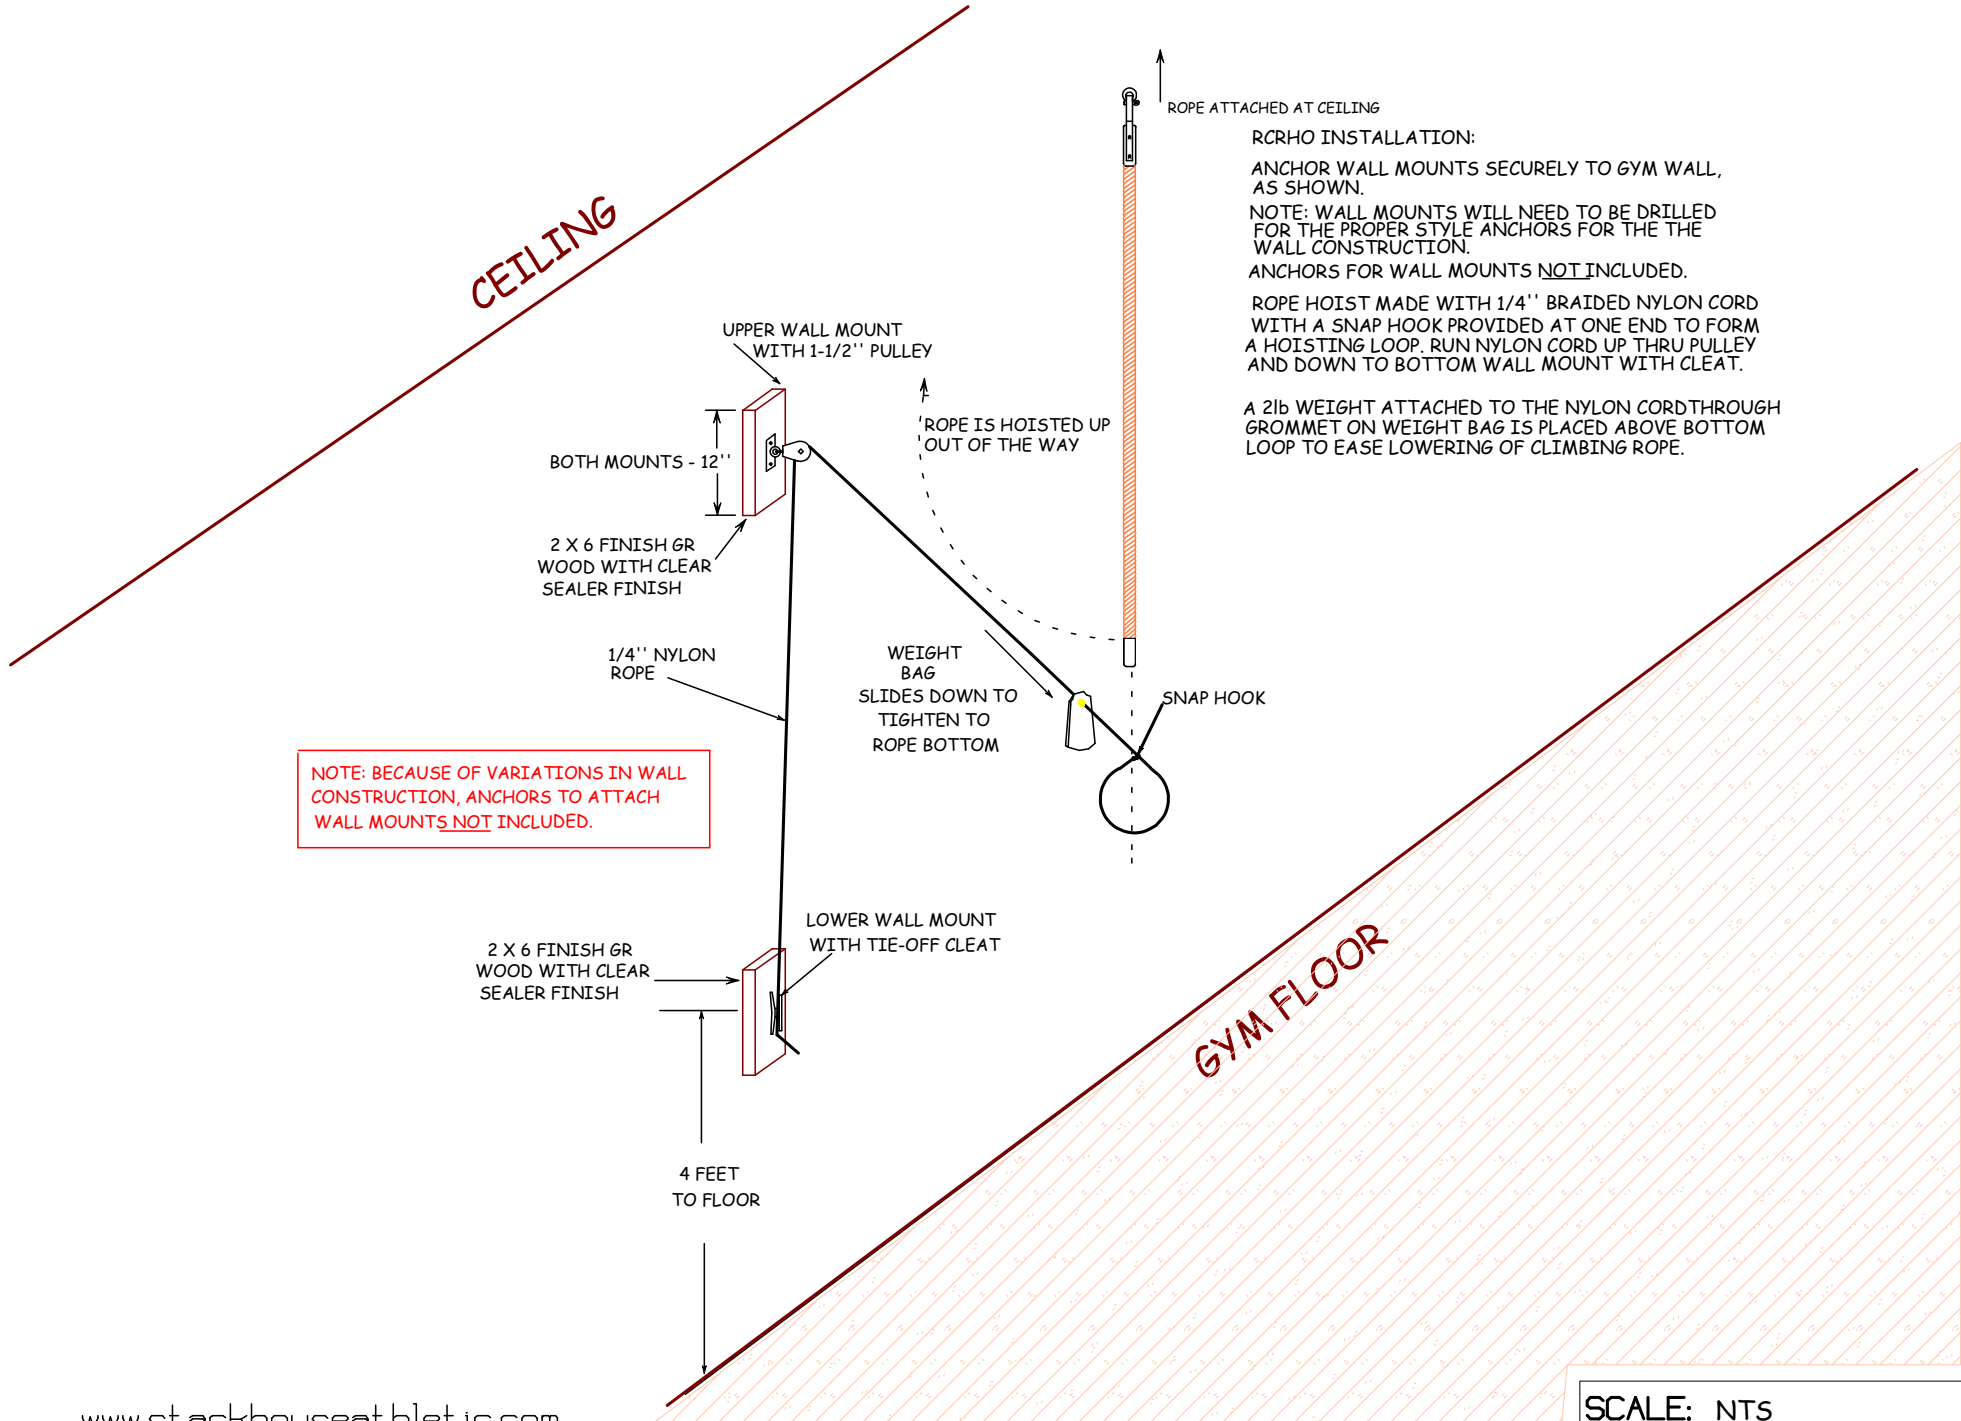 CEILING
ROPE ATTACHED AT CEILING
RCRHO INSTALLATION:
ANCHOR WALL MOUNTS SECURELY TO GYM WALL,
AS SHOWN.
NOTE: WALL MOUNTS WILL NEED TO BE DRILLED
FOR THE PROPER STYLE ANCHORS FOR THE THE
WALL CONSTRUCTION.
ANCHORS FOR WALL MOUNTS NOT INCLUDED.
ROPE HOIST MADE WITH 1/4'' BRAIDED NYLON CORD
WITH A SNAP HOOK PROVIDED AT ONE END TO FORM
A HOISTING LOOP. RUN NYLON CORD UP THRU PULLEY
AND DOWN TO BOTTOM WALL MOUNT WITH CLEAT.
A 2lb WEIGHT ATTACHED TO THE NYLON CORDTHROUGH
GROMMET ON WEIGHT BAG IS PLACED ABOVE BOTTOM
LOOP TO EASE LOWERING OF CLIMBING ROPE.
UPPER WALL MOUNT
WITH 1-1/2'' PULLEY
ROPE IS HOISTED UP
OUT OF THE WAY
BOTH MOUNTS - 12''
2 X 6 FINISH GR
WOOD WITH CLEAR
SEALER FINISH
1/4'' NYLON
ROPE
WEIGHT
BAG
SLIDES DOWN TO
TIGHTEN TO
ROPE BOTTOM
SNAP HOOK
NOTE: BECAUSE OF VARIATIONS IN WALL
CONSTRUCTION, ANCHORS TO ATTACH
WALL MOUNTS NOT INCLUDED.
LOWER WALL MOUNT
WITH TIE-OFF CLEAT
2 X 6 FINISH GR
WOOD WITH CLEAR
SEALER FINISH
GYM FLOOR
4 FEET
TO FLOOR
www.stackhouseathletic.com
SCALE: NTS